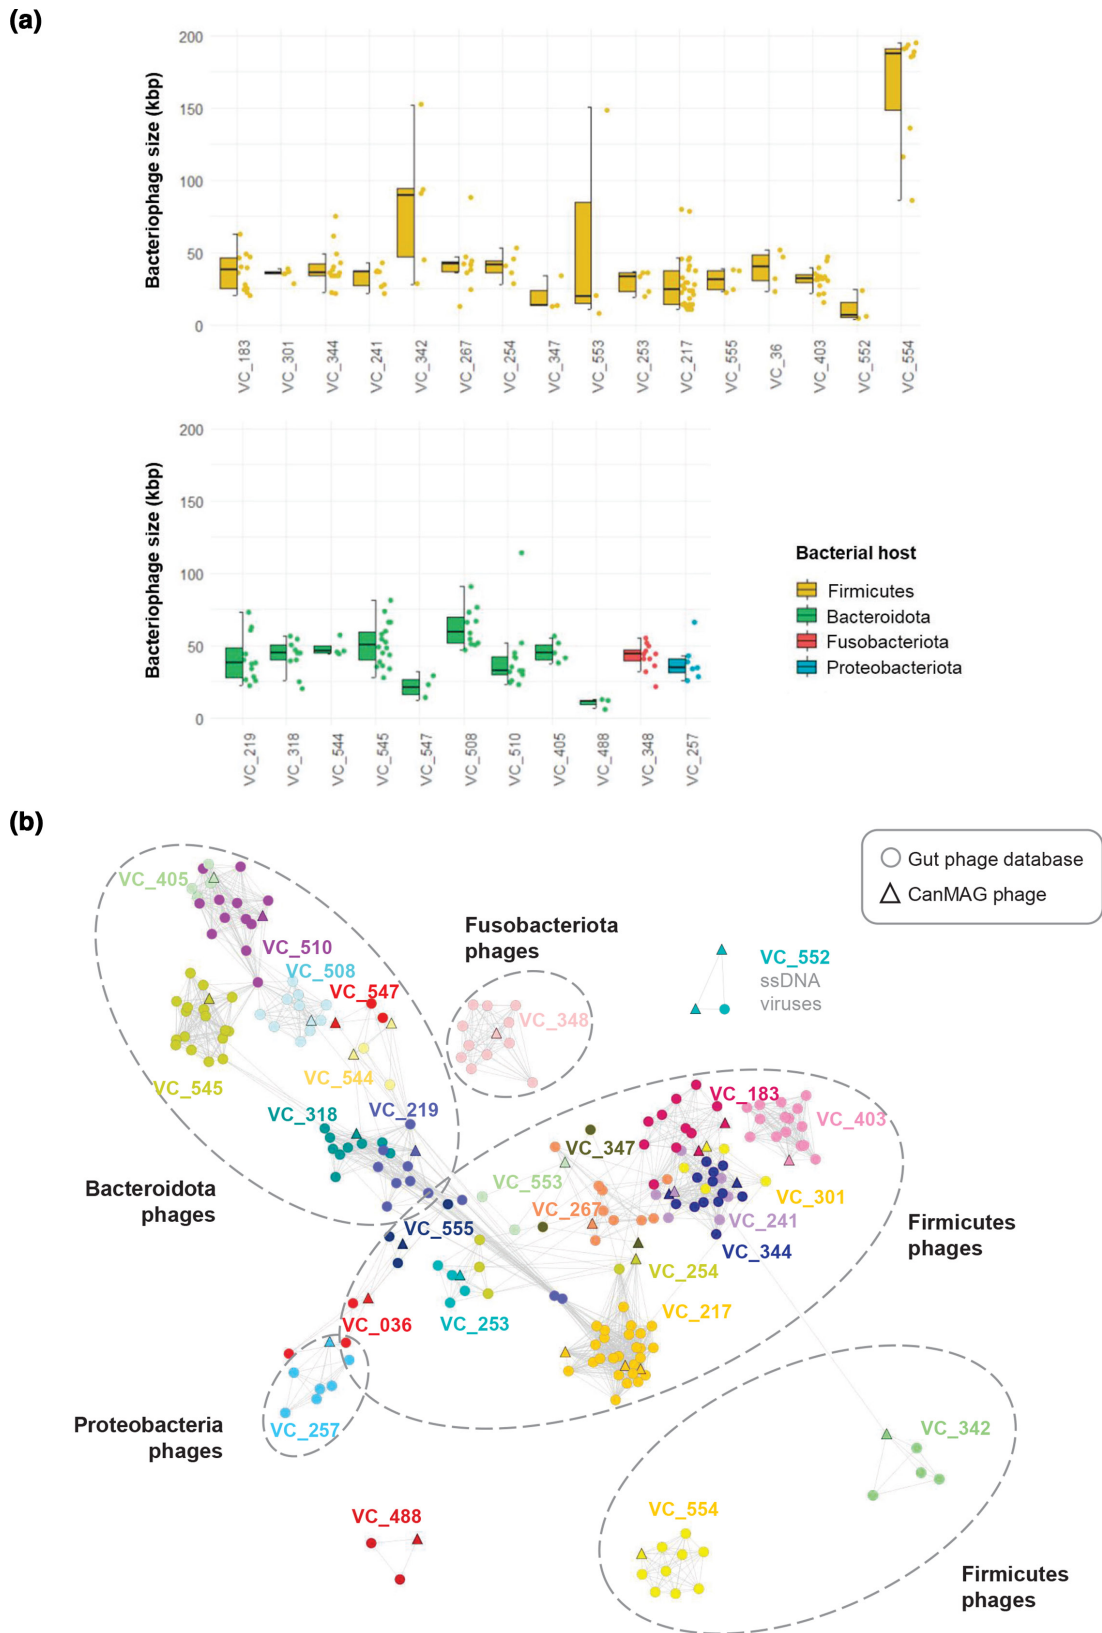 (a)
Bacteriophage size (kbp)
200
150
100
50
0
VC_183
VC_301
VC_344
VC_241
VC_342
VC_267
VC_254
VC_347
VC_553
VC_253
VC_217
VC_555
VC_36
VC_403
VC_552
VC_554
Bacteriophage size (kbp)
200
150
100
50
0
VC_219
VC_318
VC_544
VC_545
VC_547
VC_508
VC_510
VC_405
VC_488
VC_348
VC_257
Bacterial host
Firmicutes
Bacteroidota
Fusobacteriota
Proteobacteriota
(b)
Gut phage database
CanMAG phage
VC_405
VC_510
VC_508
VC_547
VC_545
VC_544
VC_318
VC_219
Bacteroidota
phages
Fusobacteriota
phages
VC_348
VC_552
ssDNA
viruses
VC_183
VC_403
VC_347
VC_553
VC_267
VC_301
VC_241
VC_344
VC_555
VC_254
VC_253
VC_217
VC_036
Firmicutes
phages
Proteobacteria
phages
VC_257
VC_342
VC_488
VC_554
Firmicutes
phages